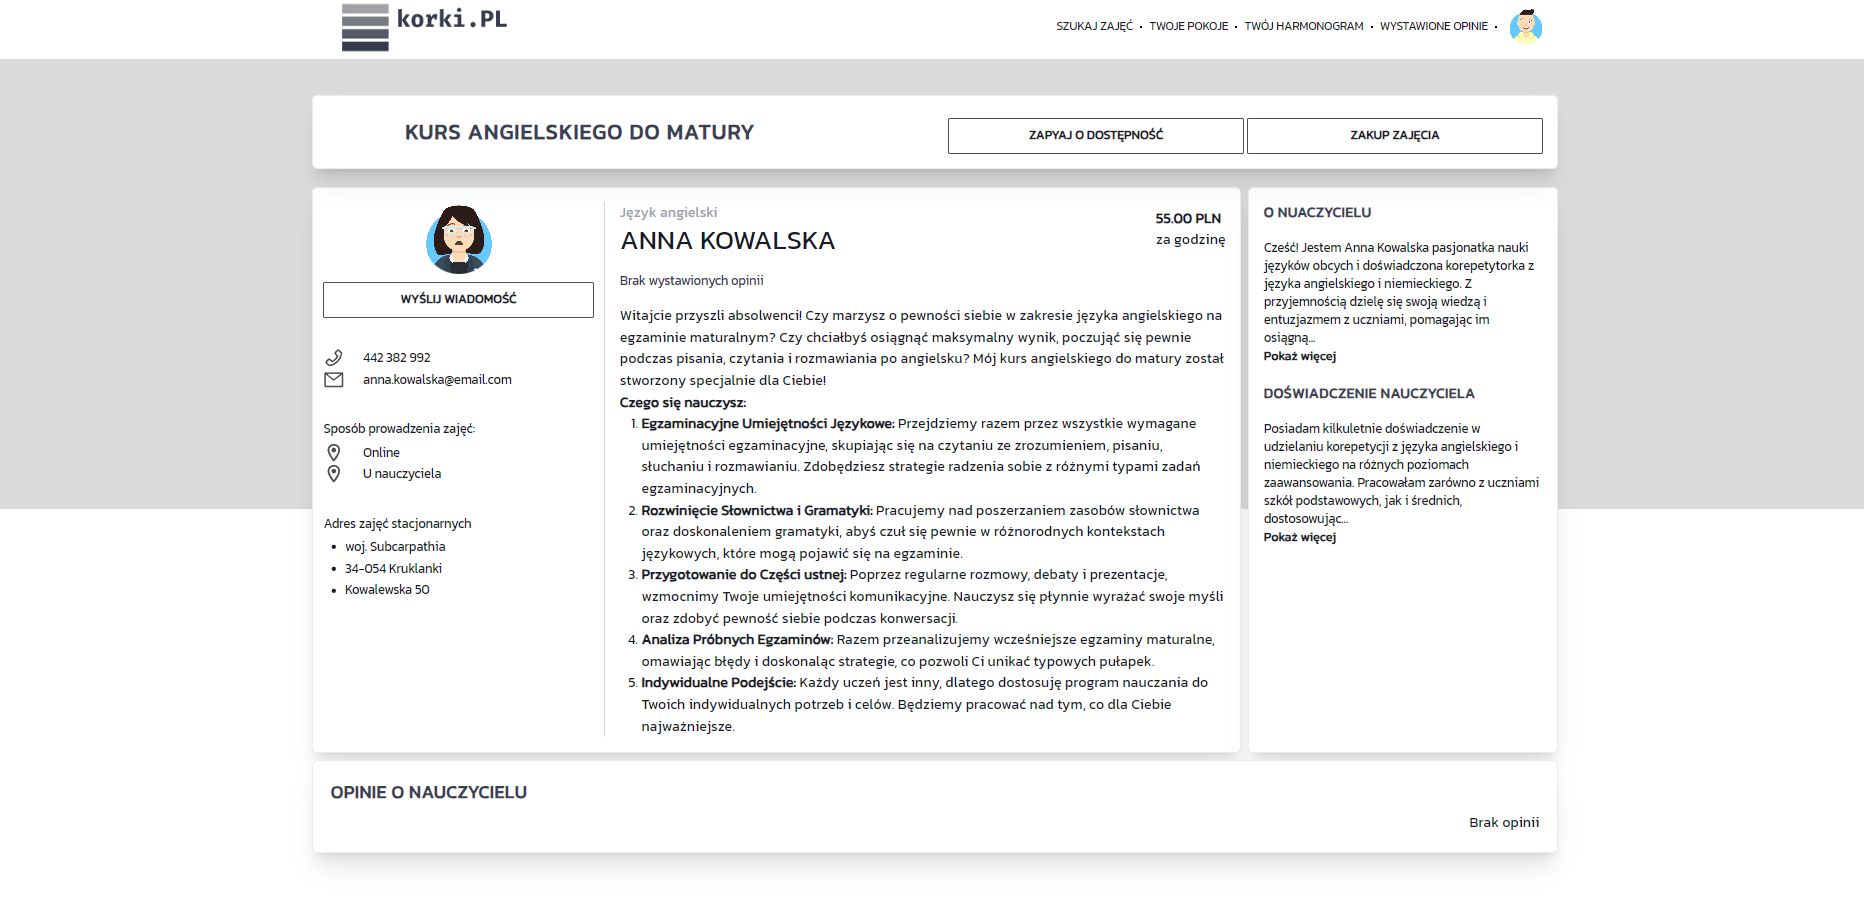 korki.PL
SZUKAJ ZAJĘĆ • TWOJE POKOJE • TWÓJ HARMONOGRAM • WYSTAWIONE OPINIE •
KURS ANGIELSKIEGO DO MATURY
ZAPYAJ O DOSTĘPNOŚĆ
ZAKUP ZAJĘCIA
WYŚLIJ WIADOMOŚĆ
442 382 992
anna.kowalska@email.com
Sposób prowadzenia zajęć:
Online
U nauczyciela
Adres zajęć stacjonarnych
• woj. Subcarpathia
• 34-054 Kruklanki
• Kowalewska 50
Język angielski
ANNA KOWALSKA
55.00 PLN
za godzinę
Brak wystawionych opinii
Witajcie przyszli absolwenci! Czy marzysz o pewności siebie w zakresie języka angielskiego na
egzaminie maturalnym? Czy chciałbyś osiągnąć maksymalny wynik, poczująć się pewnie
podczas pisania, czytania i rozmawiania po angielsku? Mój kurs angielskiego do matury został
stworzony specjalnie dla Ciebie!
Czego się nauczysz:
1. Egzaminacyjne Umiejętności Językowe: Przejdziemy razem przez wszystkie wymagane
umiejętności egzaminacyjne, skupiając się na czytaniu ze zrozumieniem, pisaniu,
słuchaniu i rozmawianiu. Zdobędziesz strategie radzenia sobie z różnymi typami zadań
egzaminacyjnych.
2. Rozwinięcie Słownictwa i Gramatyki: Pracujemy nad poszerzaniem zasobów słownictwa
oraz doskonaleniem gramatyki, abyś czuł się pewnie w różnorodnych kontekstach
językowych, które mogą pojawić się na egzaminie.
3. Przygotowanie do Części ustnej: Poprzez regularne rozmowy, debaty i prezentacje,
wzmocnimy Twoje umiejętności komunikacyjne. Nauczysz się płynnie wyrażać swoje myśli
oraz zdobyć pewność siebie podczas konwersacji.
4. Analiza Próbnych Egzaminów: Razem przeanalizujemy wcześniejsze egzaminy maturalne,
omawiając błędy i doskonaląc strategie, co pozwoli Ci unikać typowych pułapek.
5. Indywidualne Podejście: Każdy uczeń jest inny, dlatego dostosuję program nauczania do
Twoich indywidualnych potrzeb i celów. Będziemy pracować nad tym, co dla Ciebie
najważniejsze.
O NUACZYCIELU
Cześć! Jestem Anna Kowalska pasjonatka nauki
języków obcych i doświadczona korepetytorka z
języka angielskiego i niemieckiego. Z
przyjemnością dzielę się swoją wiedzą i
entuzjazmem z uczniami, pomagając im
osiągną...
Pokaż więcej
DOŚWIADCZENIE NAUCZYCIELA
Posiadam kilkuletnie doświadczenie w
udzielaniu korepetycji z języka angielskiego i
niemieckiego na różnych poziomach
zaawansowania. Pracowałam zarówno z uczniami
szkół podstawowych, jak i średnich,
dostosowując...
Pokaż więcej
OPINIE O NAUCZYCIELU
Brak opinii